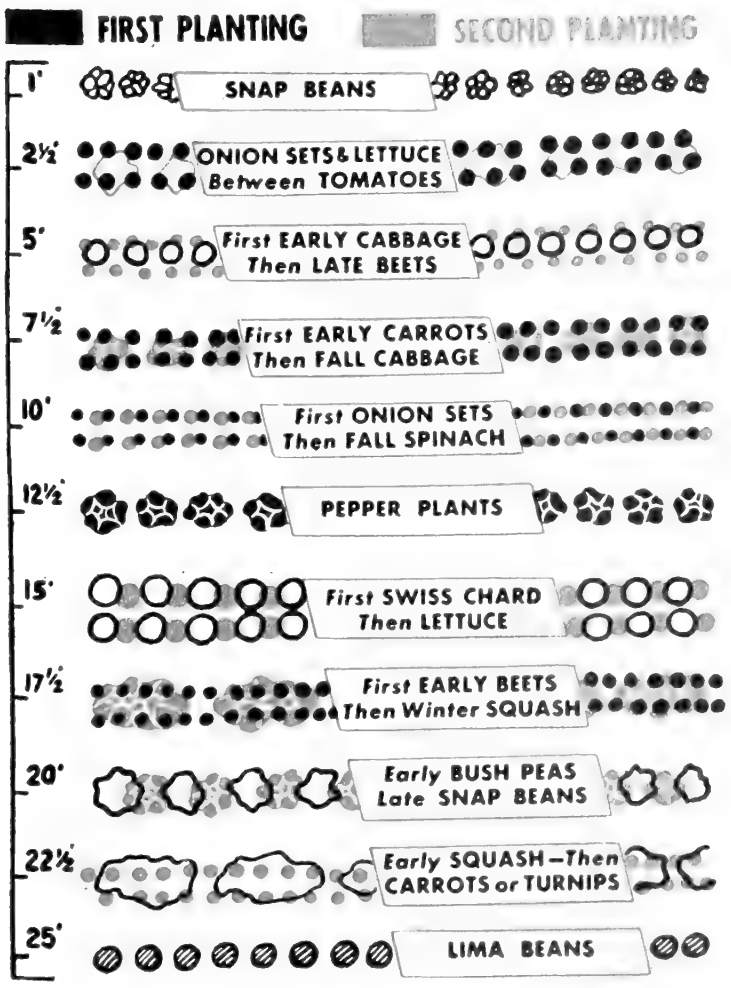 FIRST PLANTING
SECOND PLANTING
1'
SNAP BEANS
2½'
ONION SETS & LETTUCE
Between TOMATOES
5'
First EARLY CABBAGE
Then LATE BEETS
7½'
First EARLY CARROTS
Then FALL CABBAGE
10'
First ONION SETS
Then FALL SPINACH
12½'
PEPPER PLANTS
15'
First SWISS CHARD
Then LETTUCE
17½'
First EARLY BEETS
Then Winter SQUASH
20'
Early BUSH PEAS
Late SNAP BEANS
22½'
Early SQUASH—Then
CARROTS or TURNIPS
25'
LIMA BEANS